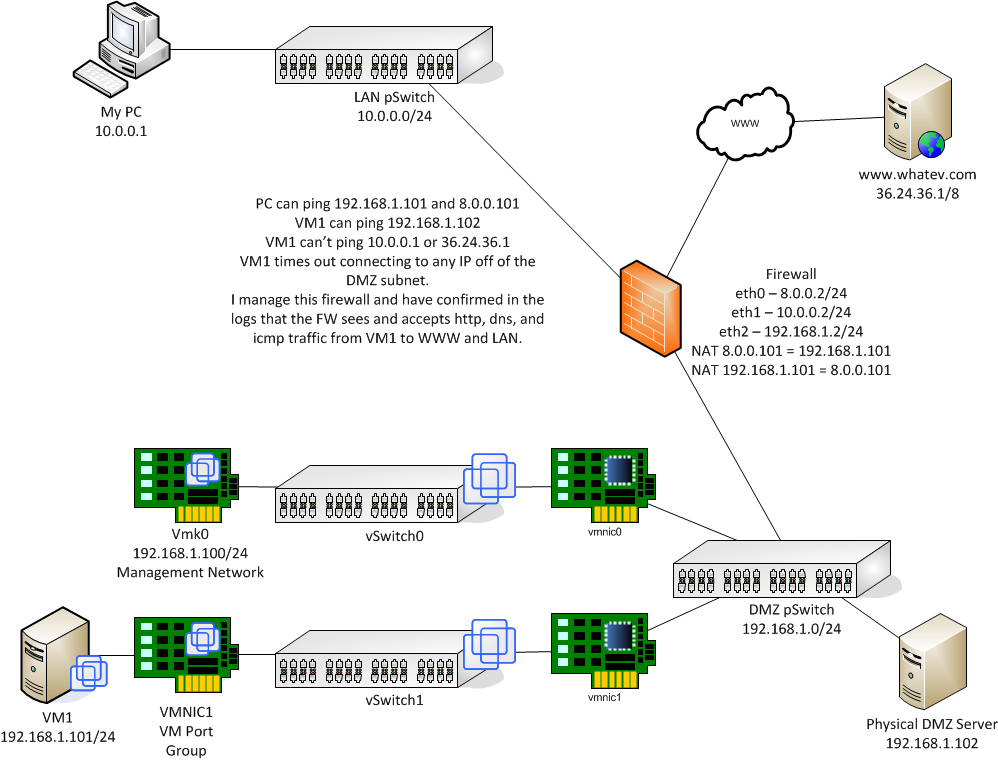 My PC
10.0.0.1
LAN pSwitch
10.0.0.0/24
www
www.whatev.com
36.24.36.1/8
PC can ping 192.168.1.101 and 8.0.0.101
VM1 can ping 192.168.1.102
VM1 can't ping 10.0.0.1 or 36.24.36.1
VM1 times out connecting to any IP off of the
DMZ subnet.
I manage this firewall and have confirmed in the
logs that the FW sees and accepts http, dns, and
icmp traffic from VM1 to WWW and LAN.
Firewall
eth0 – 8.0.0.2/24
eth1 – 10.0.0.2/24
eth2 – 192.168.1.2/24
NAT 8.0.0.101 = 192.168.1.101
NAT 192.168.1.101 = 8.0.0.101
Vmk0
192.168.1.100/24
Management Network
vSwitch0
vmnic0
DMZ pSwitch
192.168.1.0/24
VM1
192.168.1.101/24
VMNIC1
VM Port
Group
vSwitch1
vmnic1
Physical DMZ Server
192.168.1.102